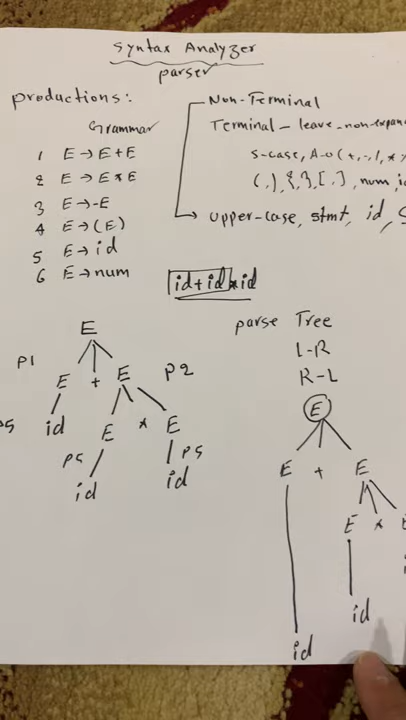 Syntax Analyzer
parser
productions:
Non-Terminal
Grammar
Terminal - leave - non-expan
1 E → E + E
S-case, A-0 (+, -, /, *
2 E → E * E
(, ), {, }, [, ], num, id
3 E → -E
4 E → (E)
upper-case, stmt, id, S
5 E → id
6 E → num
id+id*id
parse Tree
L-R
R-L
E
P1
E + E P2
id E * E
P5 P5
id id
E
E + E
E *
id
id